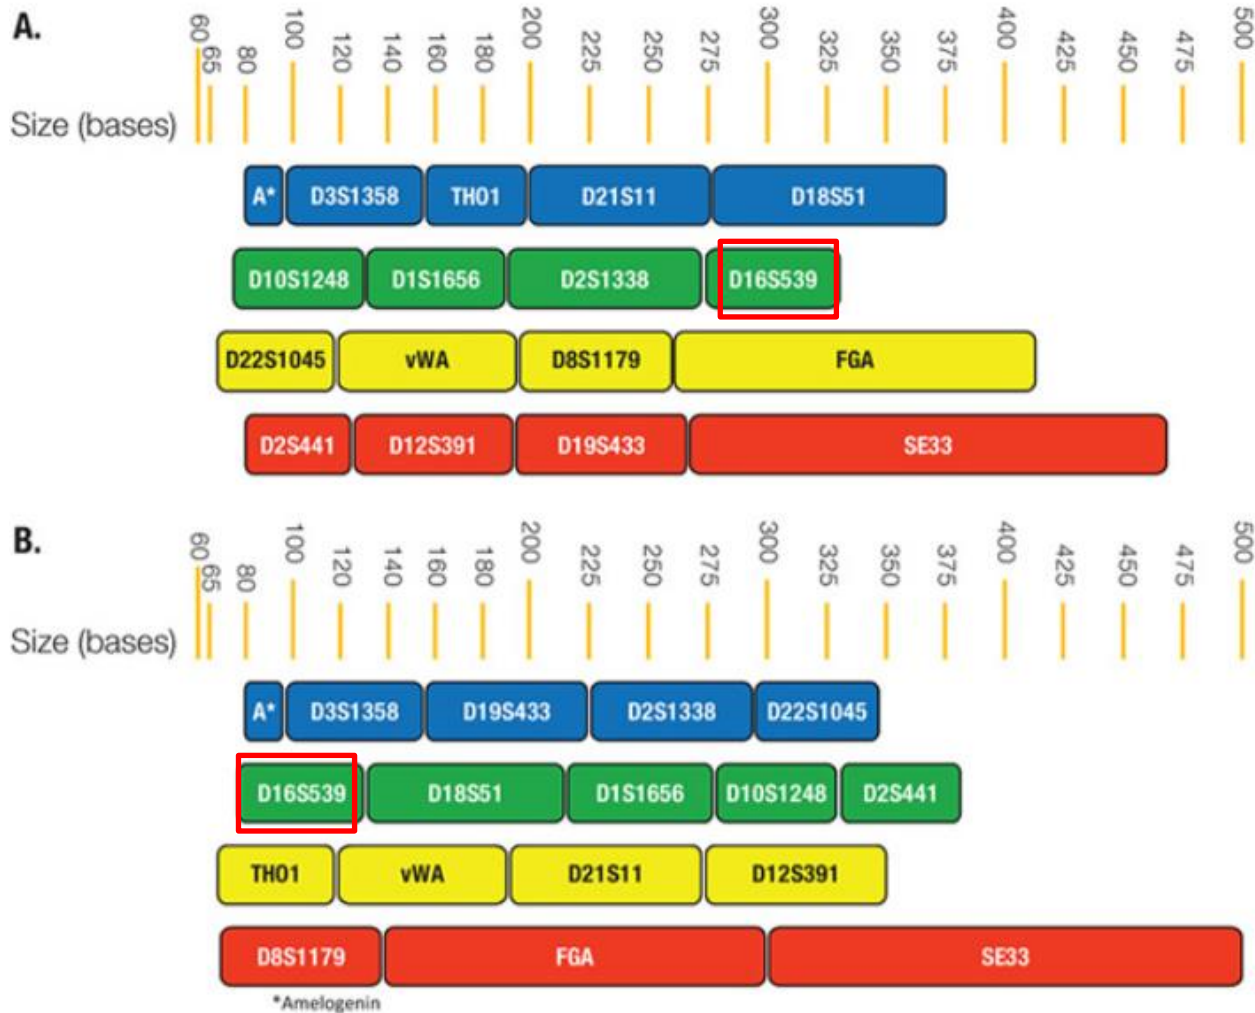 A.
60 65 80 100 120 140 160 180 200 225 250 275 300 325 350 375 400 425 450 475 500
Size (bases)
A* D3S1358 TH01 D21S11 D18S51
D10S1248 D1S1656 D2S1338 D16S539
D22S1045 vWA D8S1179 FGA
D2S441 D12S391 D19S433 SE33
B.
60 65 80 100 120 140 160 180 200 225 250 275 300 325 350 375 400 425 450 475 500
Size (bases)
A* D3S1358 D19S433 D2S1338 D22S1045
D16S539 D18S51 D1S1656 D10S1248 D2S441
TH01 vWA D21S11 D12S391
D8S1179 FGA SE33
*Amelogenin